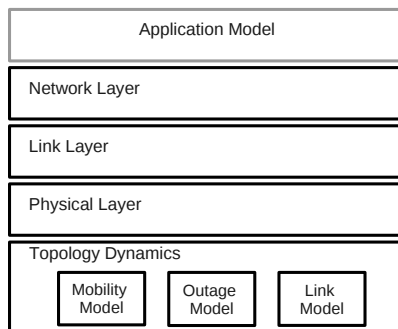 Application Model
Network Layer
Link Layer
Physical Layer
Topology Dynamics
Mobility
Model
Outage
Model
Link
Model